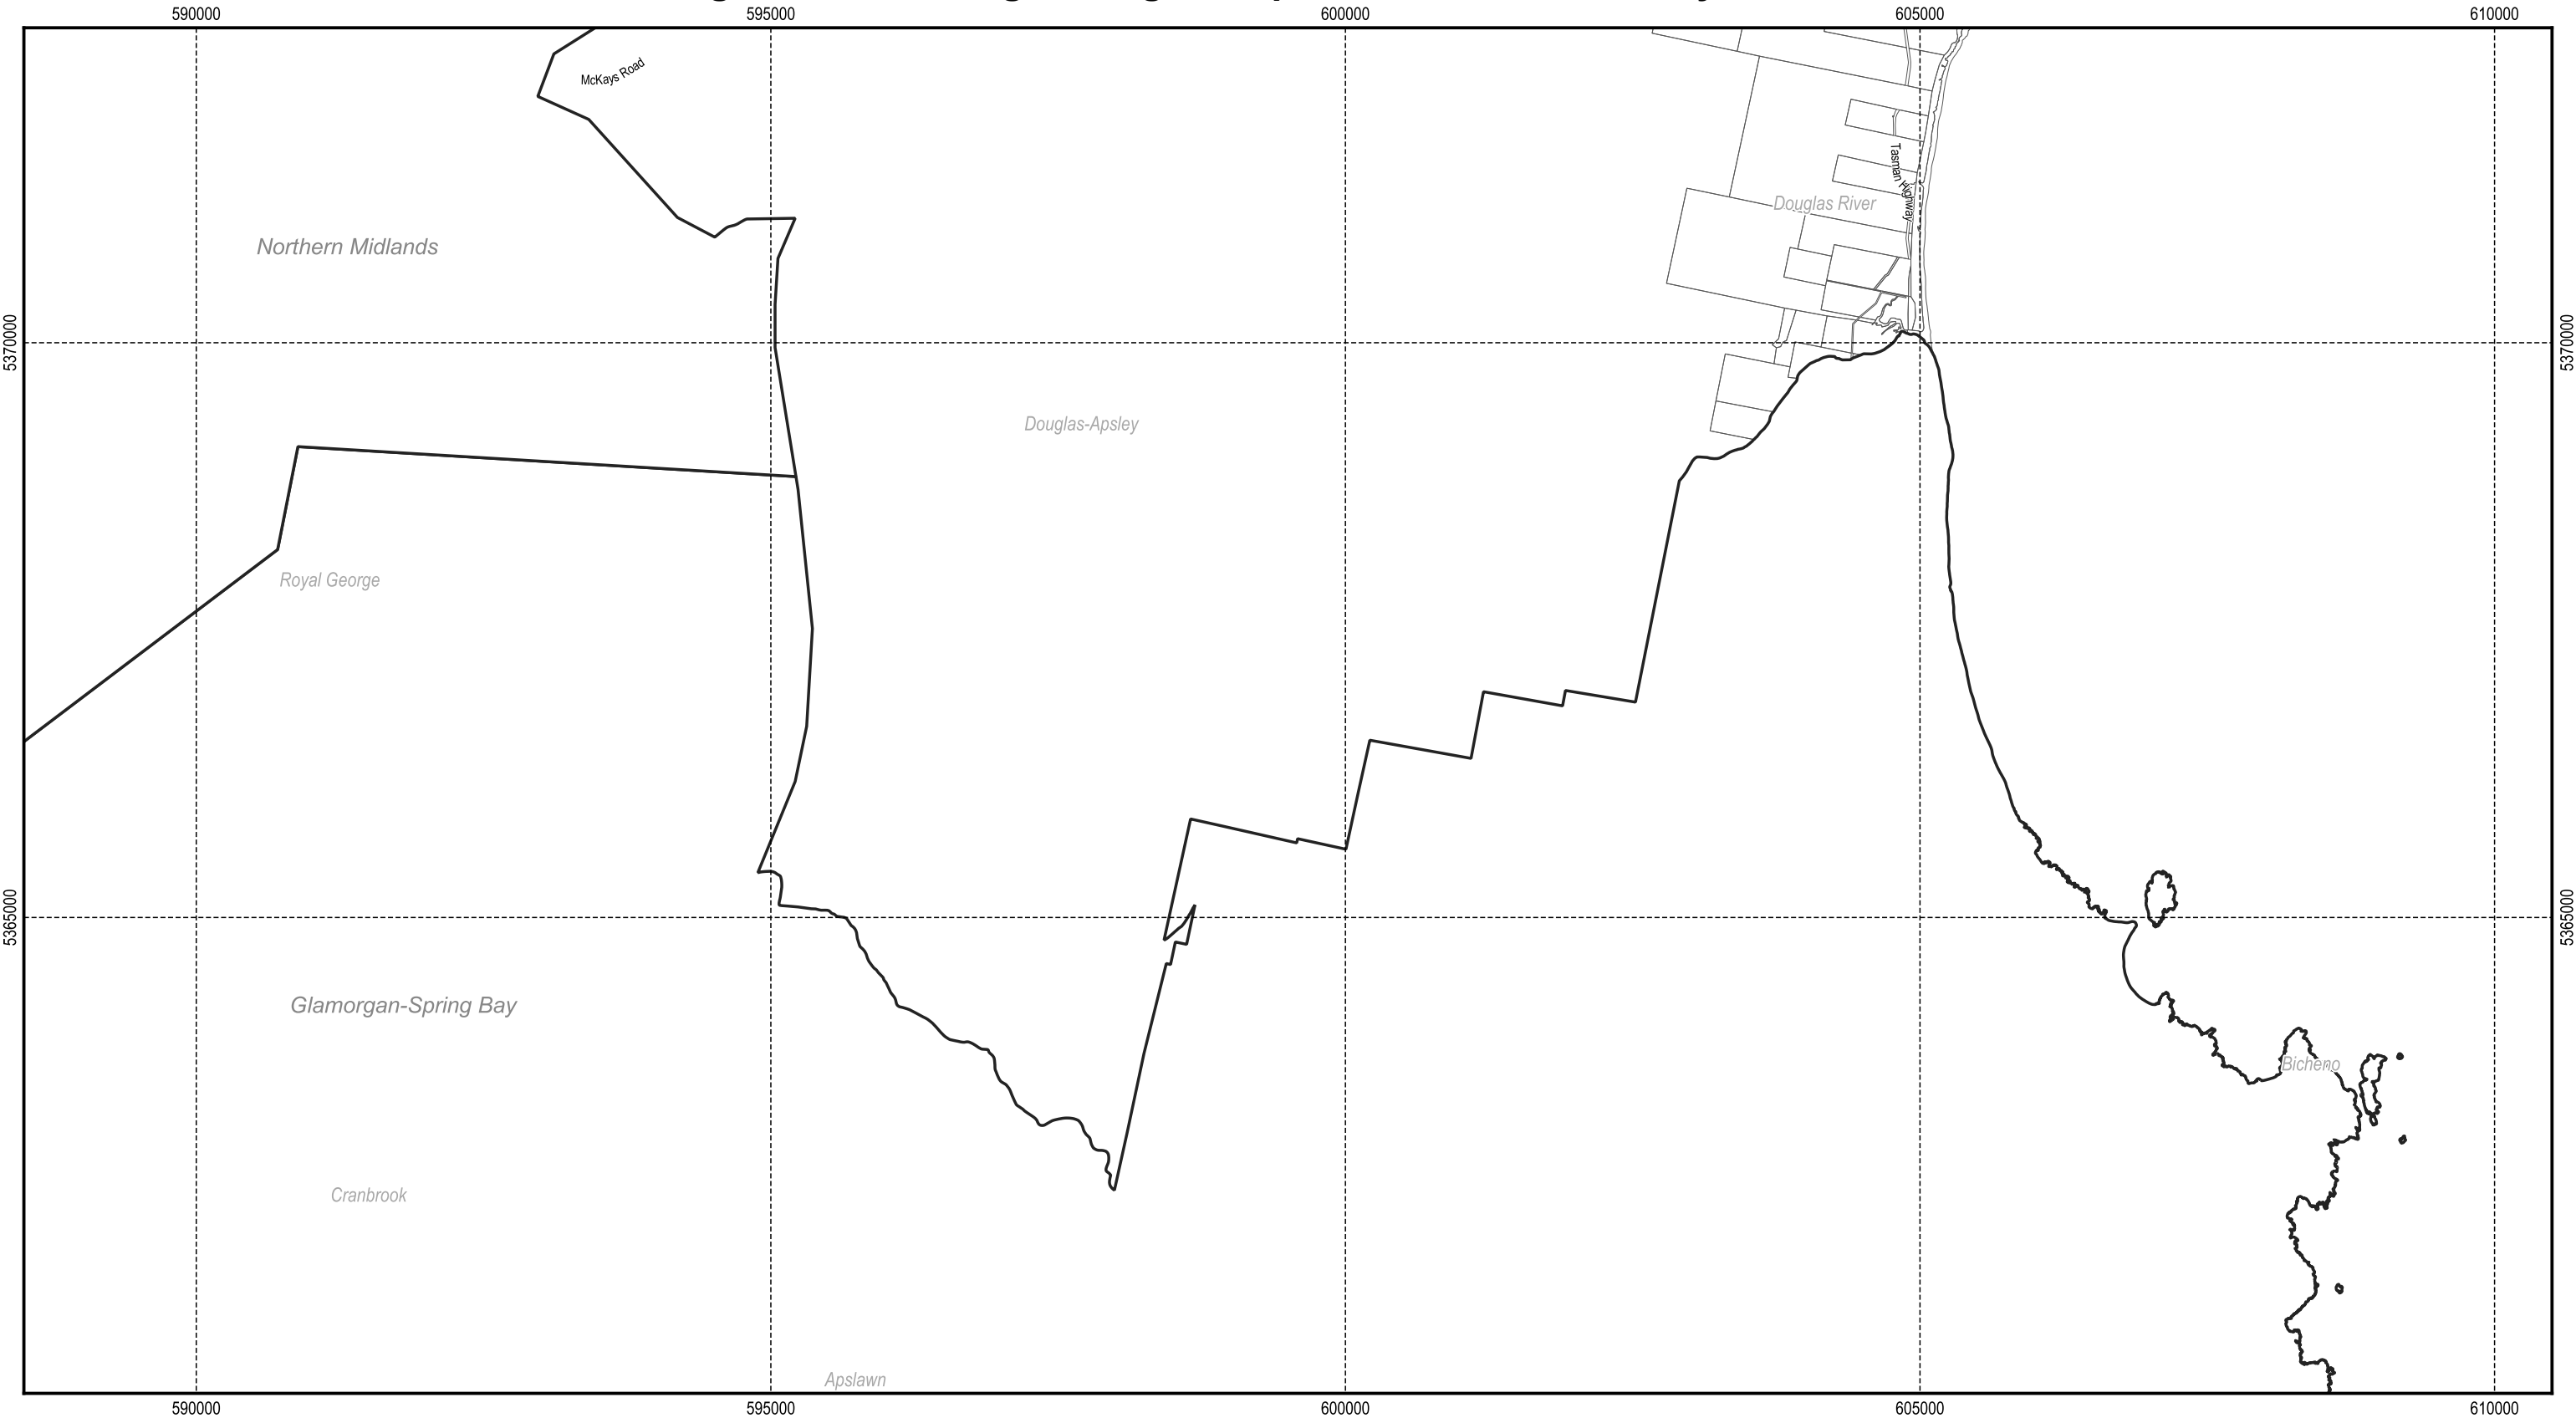 590000
595000
600000
605000
610000
McKays Road
Tasman Highway
Douglas River
Northern Midlands
5370000
5370000
Douglas-Apsley
Royal George
5365000
5365000
Glamorgan-Spring Bay
Bicheno
Cranbrook
Apslawn
590000
595000
600000
605000
610000